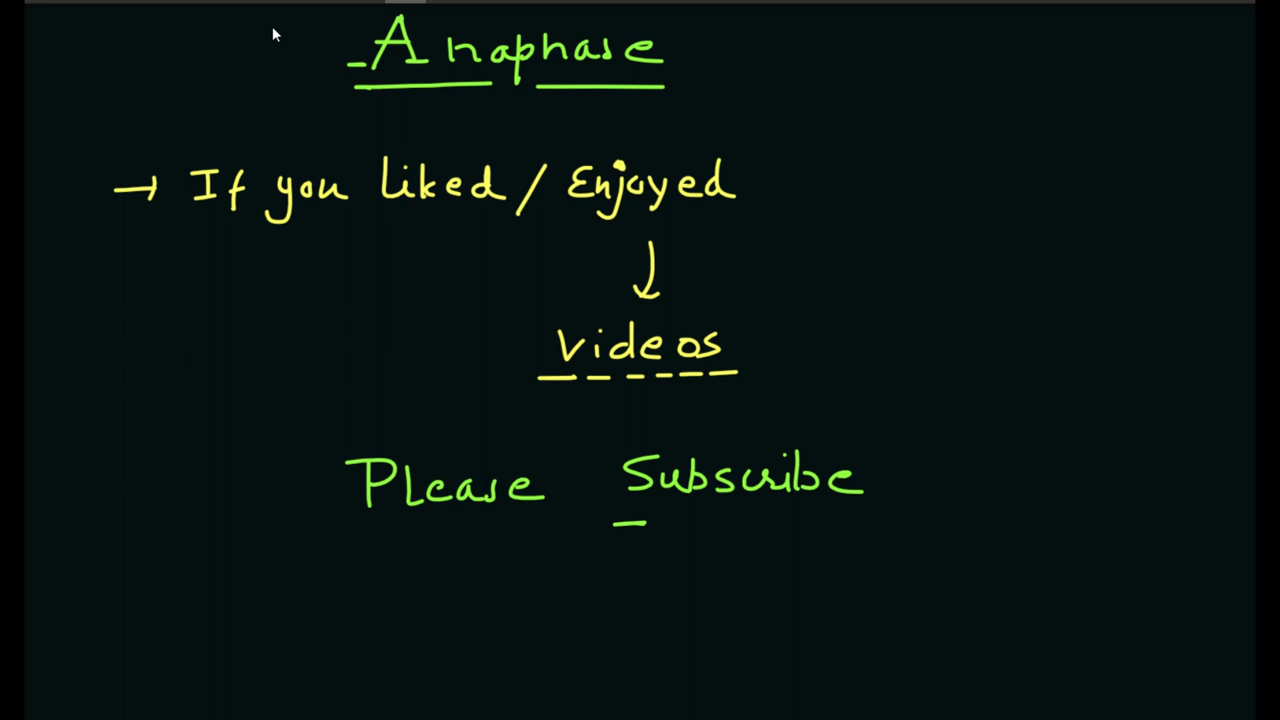 - Anaphase
→ If you liked / Enjoyed
↓
Videos
Please Subscribe